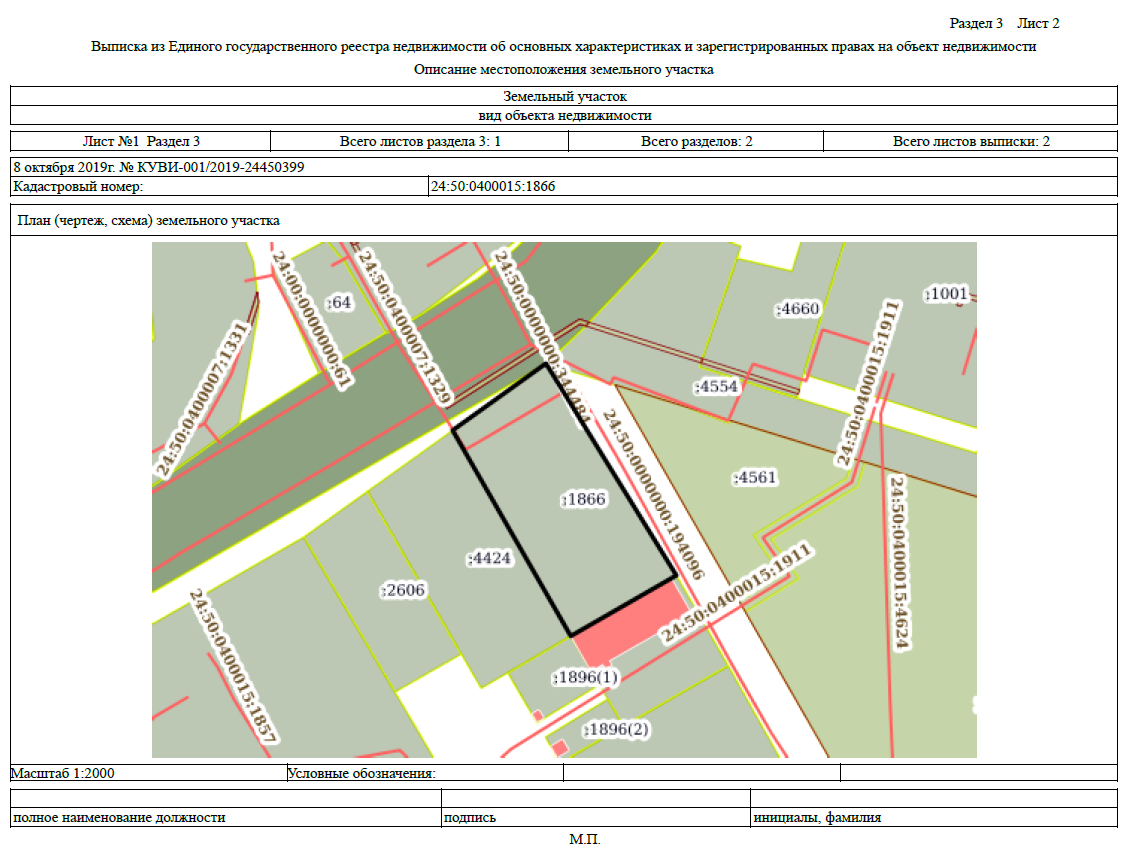 Раздел 3 Лист 2
Выписка из Единого государственного реестра недвижимости об основных характеристиках и зарегистрированных правах на объект недвижимости
Описание местоположения земельного участка
Земельный участок
вид объекта недвижимости
Лист №1 Раздел 3 Всего листов раздела 3: 1 Всего разделов: 2 Всего листов выписки: 2
8 октября 2019г. № КУВИ-001/2019-24450399
Кадастровый номер: 24:50:0400015:1866
План (чертеж, схема) земельного участка
24:50:0400007:1331
24:00:0000000:61
:64
24:50:0400007:1329
24:50:0000000:344484
:4660
:1001
:4554
24:50:0400015:1911
24:50:0000000:194096
:4561
:1866
24:50:0400015:4624
:4424
:2606
24:50:0400015:1911
24:50:0400015:1857
:1896(1)
:1896(2)
Масштаб 1:2000 Условные обозначения:
полное наименование должности подпись инициалы, фамилия
М.П.